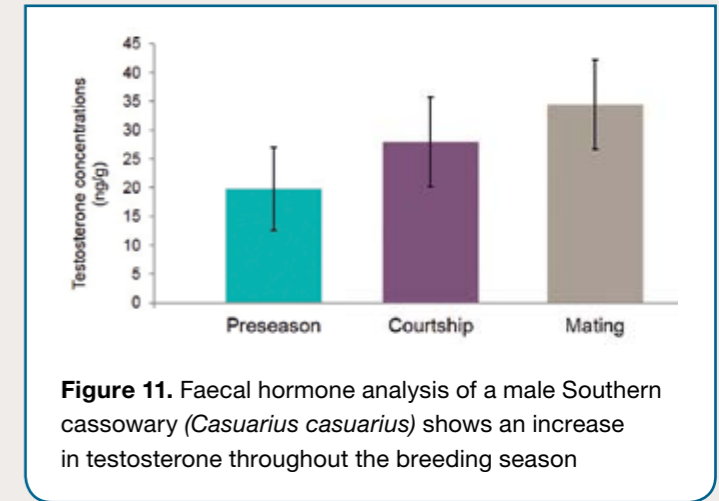 Testosterone concentrations
(ng/g)
45
40
35
30
25
20
15
10
5
0
Preseason Courtship Mating
Figure 11. Faecal hormone analysis of a male Southern
cassowary (Casuarius casuarius) shows an increase
in testosterone throughout the breeding season